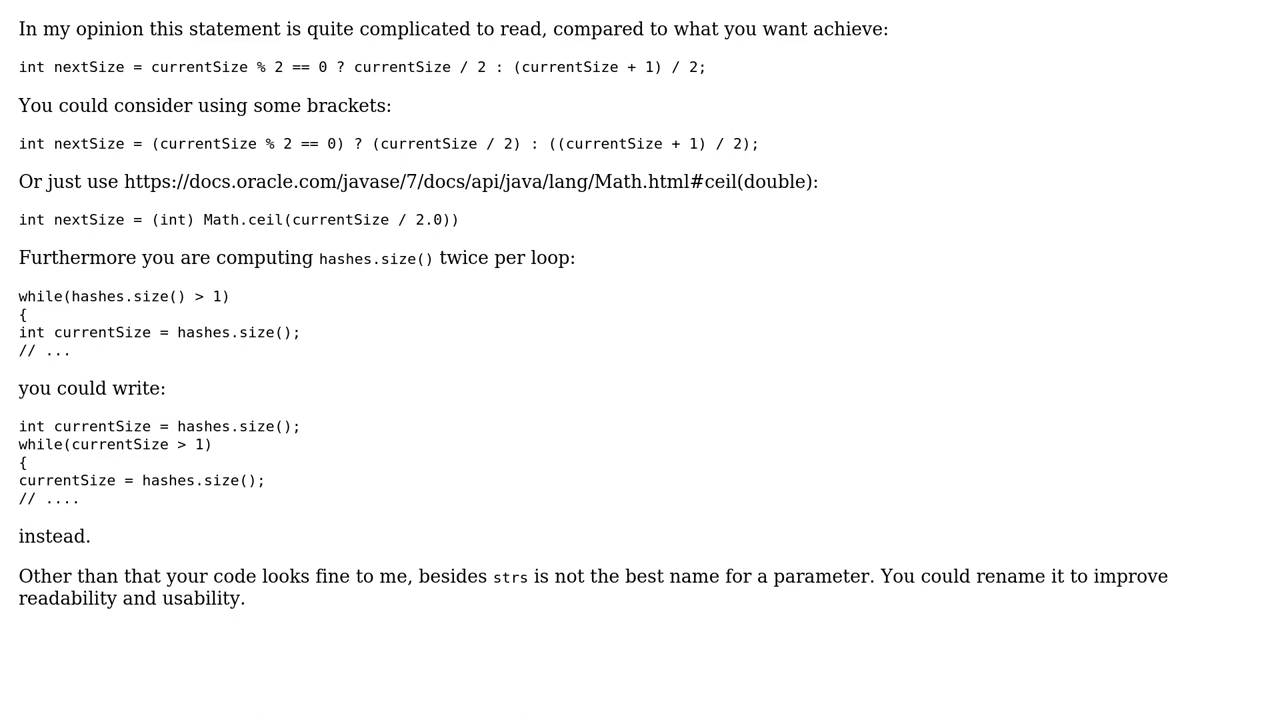 In my opinion this statement is quite complicated to read, compared to what you want achieve:
int nextSize = currentSize % 2 == 0 ? currentSize / 2 : (currentSize + 1) / 2;
You could consider using some brackets:
int nextSize = (currentSize % 2 == 0) ? (currentSize / 2) : ((currentSize + 1) / 2);
Or just use https://docs.oracle.com/javase/7/docs/api/java/lang/Math.html#ceil(double):
int nextSize = (int) Math.ceil(currentSize / 2.0))
Furthermore you are computing hashes.size() twice per loop:
while(hashes.size() > 1)
{
int currentSize = hashes.size();
// ...
you could write:
int currentSize = hashes.size();
while(currentSize > 1)
{
currentSize = hashes.size();
// ....
instead.
Other than that your code looks fine to me, besides strs is not the best name for a parameter. You could rename it to improve
readability and usability.